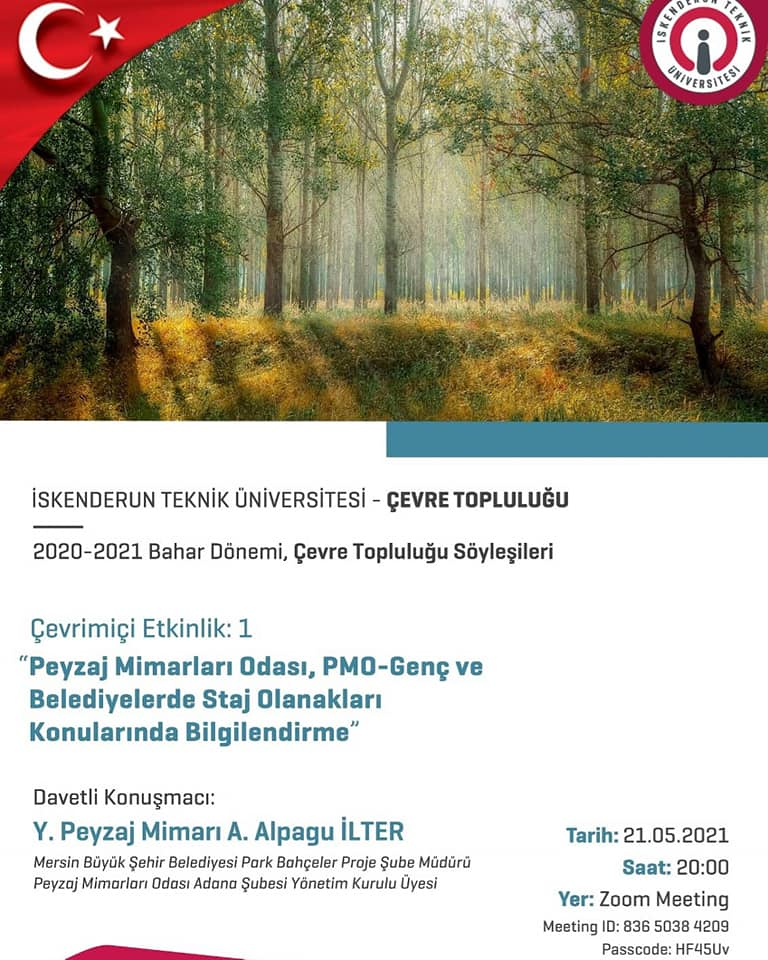 İSKENDERUN TEKNİK
ÜNİVERSİTESİ
İSKENDERUN TEKNİK ÜNİVERSİTESİ - ÇEVRE TOPLULUĞU
2020-2021 Bahar Dönemi, Çevre Topluluğu Söyleşileri
Çevrimiçi Etkinlik: 1
“Peyzaj Mimarları Odası, PMO-Genç ve
Belediyelerde Staj Olanakları
Konularında Bilgilendirme”
Davetli Konuşmacı:
Y. Peyzaj Mimarı A. Alpagu İLTER
Mersin Büyük Şehir Belediyesi Park Bahçeler Proje Şube Müdürü
Peyzaj Mimarları Odası Adana Şubesi Yönetim Kurulu Üyesi
Tarih: 21.05.2021
Saat: 20:00
Yer: Zoom Meeting
Meeting ID: 836 5038 4209
Passcode: HF45Uv